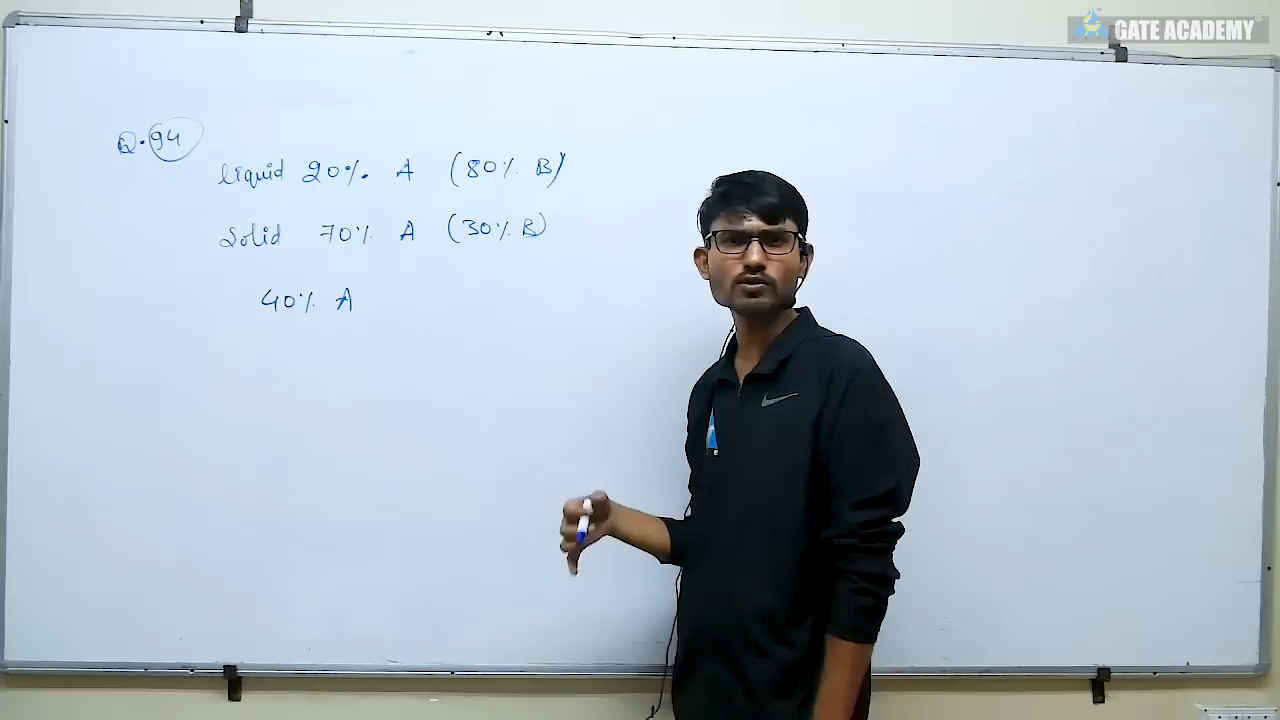 GATE ACADEMY
Q.94
liquid 20%. A (80% B)
Solid 70% A (30% B)
40% A